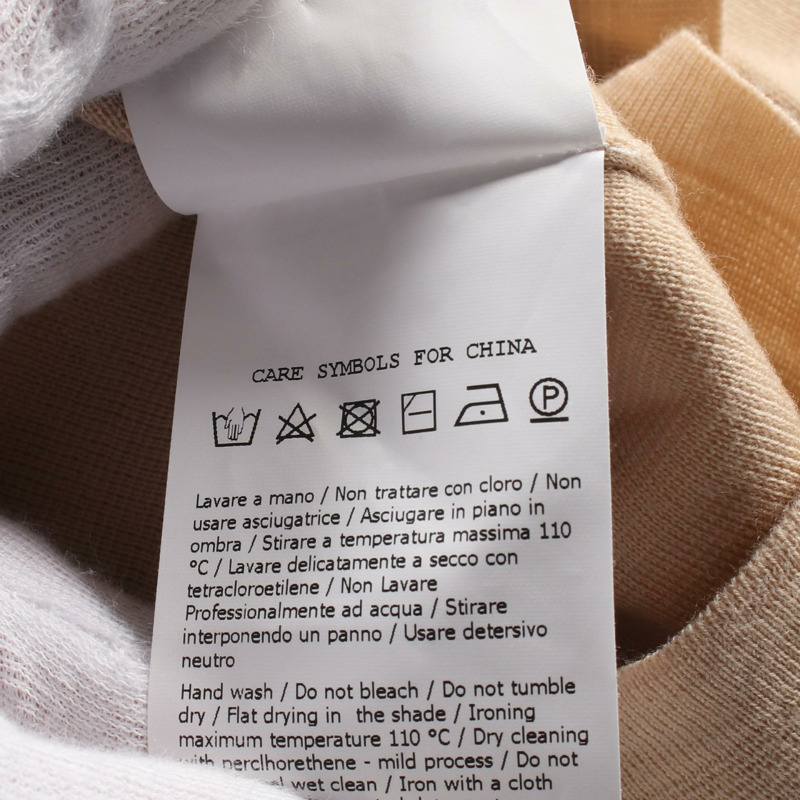 CARE SYMBOLS FOR CHINA
P
Lavare a mano / Non trattare con cloro / Non
usare asciugatrice / Asciugare in piano in
ombra / Stirare a temperatura massima 110
°C / Lavare delicatamente a secco con
tetracloroetilene / Non Lavare
Professionalmente ad acqua / Stirare
interponendo un panno / Usare detersivo
neutro
Hand wash / Do not bleach / Do not tumble
dry / Flat drying in the shade / Ironing
maximum temperature 110 °C / Dry cleaning
with perclhorethene - mild process / Do not
wet clean / Iron with a cloth